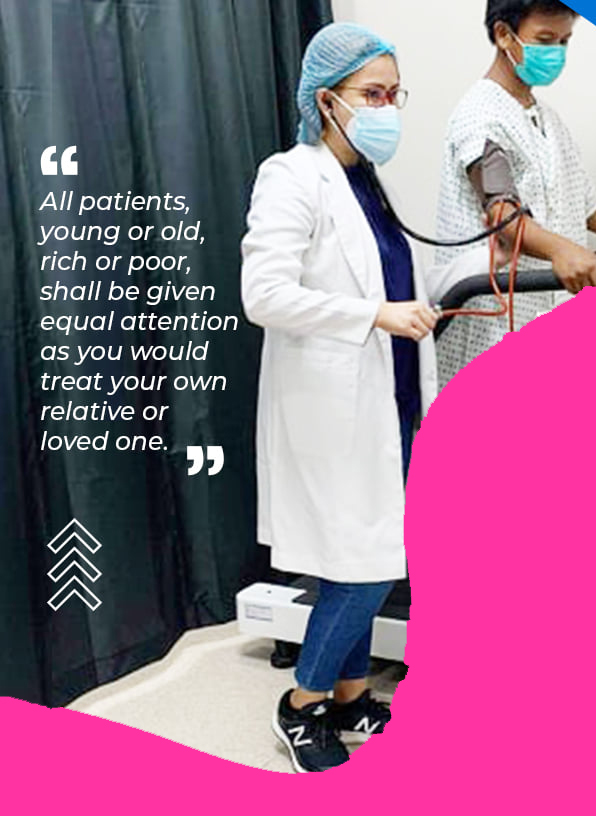 “
All patients,
young or old,
rich or poor,
shall be given
equal attention
as you would
treat your own
relative or
loved one.
”
N
N